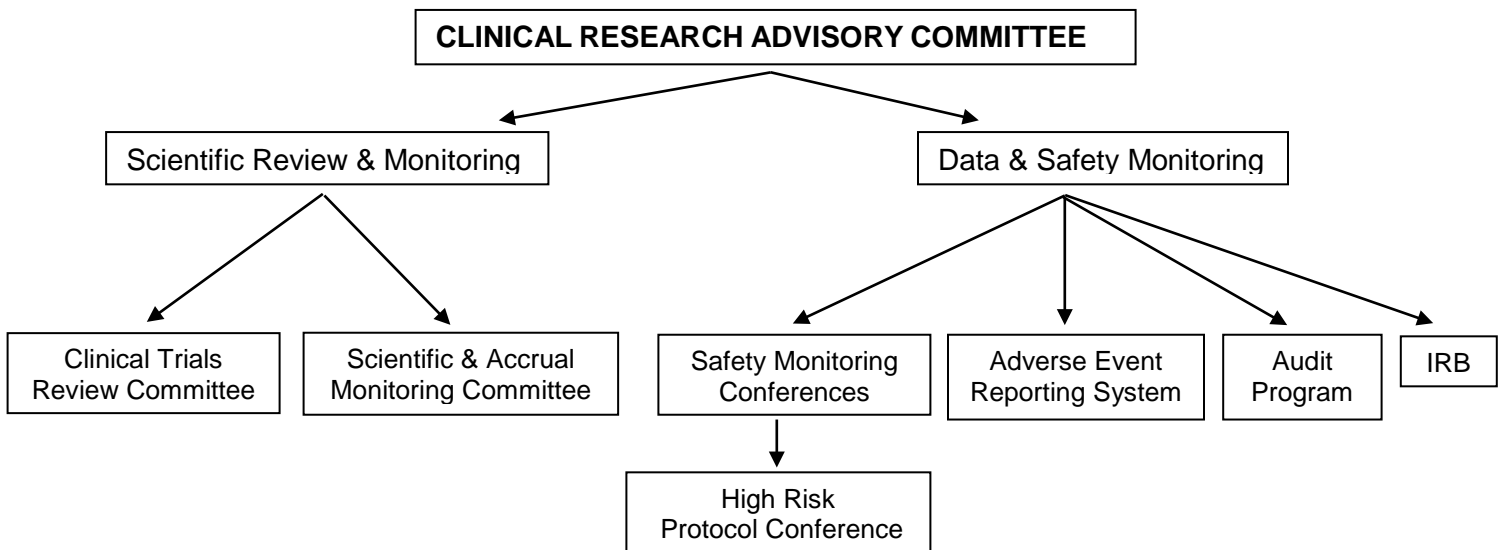 CLINICAL RESEARCH ADVISORY COMMITTEE
Scientific Review & Monitoring
Data & Safety Monitoring
Clinical Trials
Review Committee
Scientific & Accrual
Monitoring Committee
Safety Monitoring
Conferences
Adverse Event
Reporting System
Audit
Program
IRB
High Risk
Protocol Conference